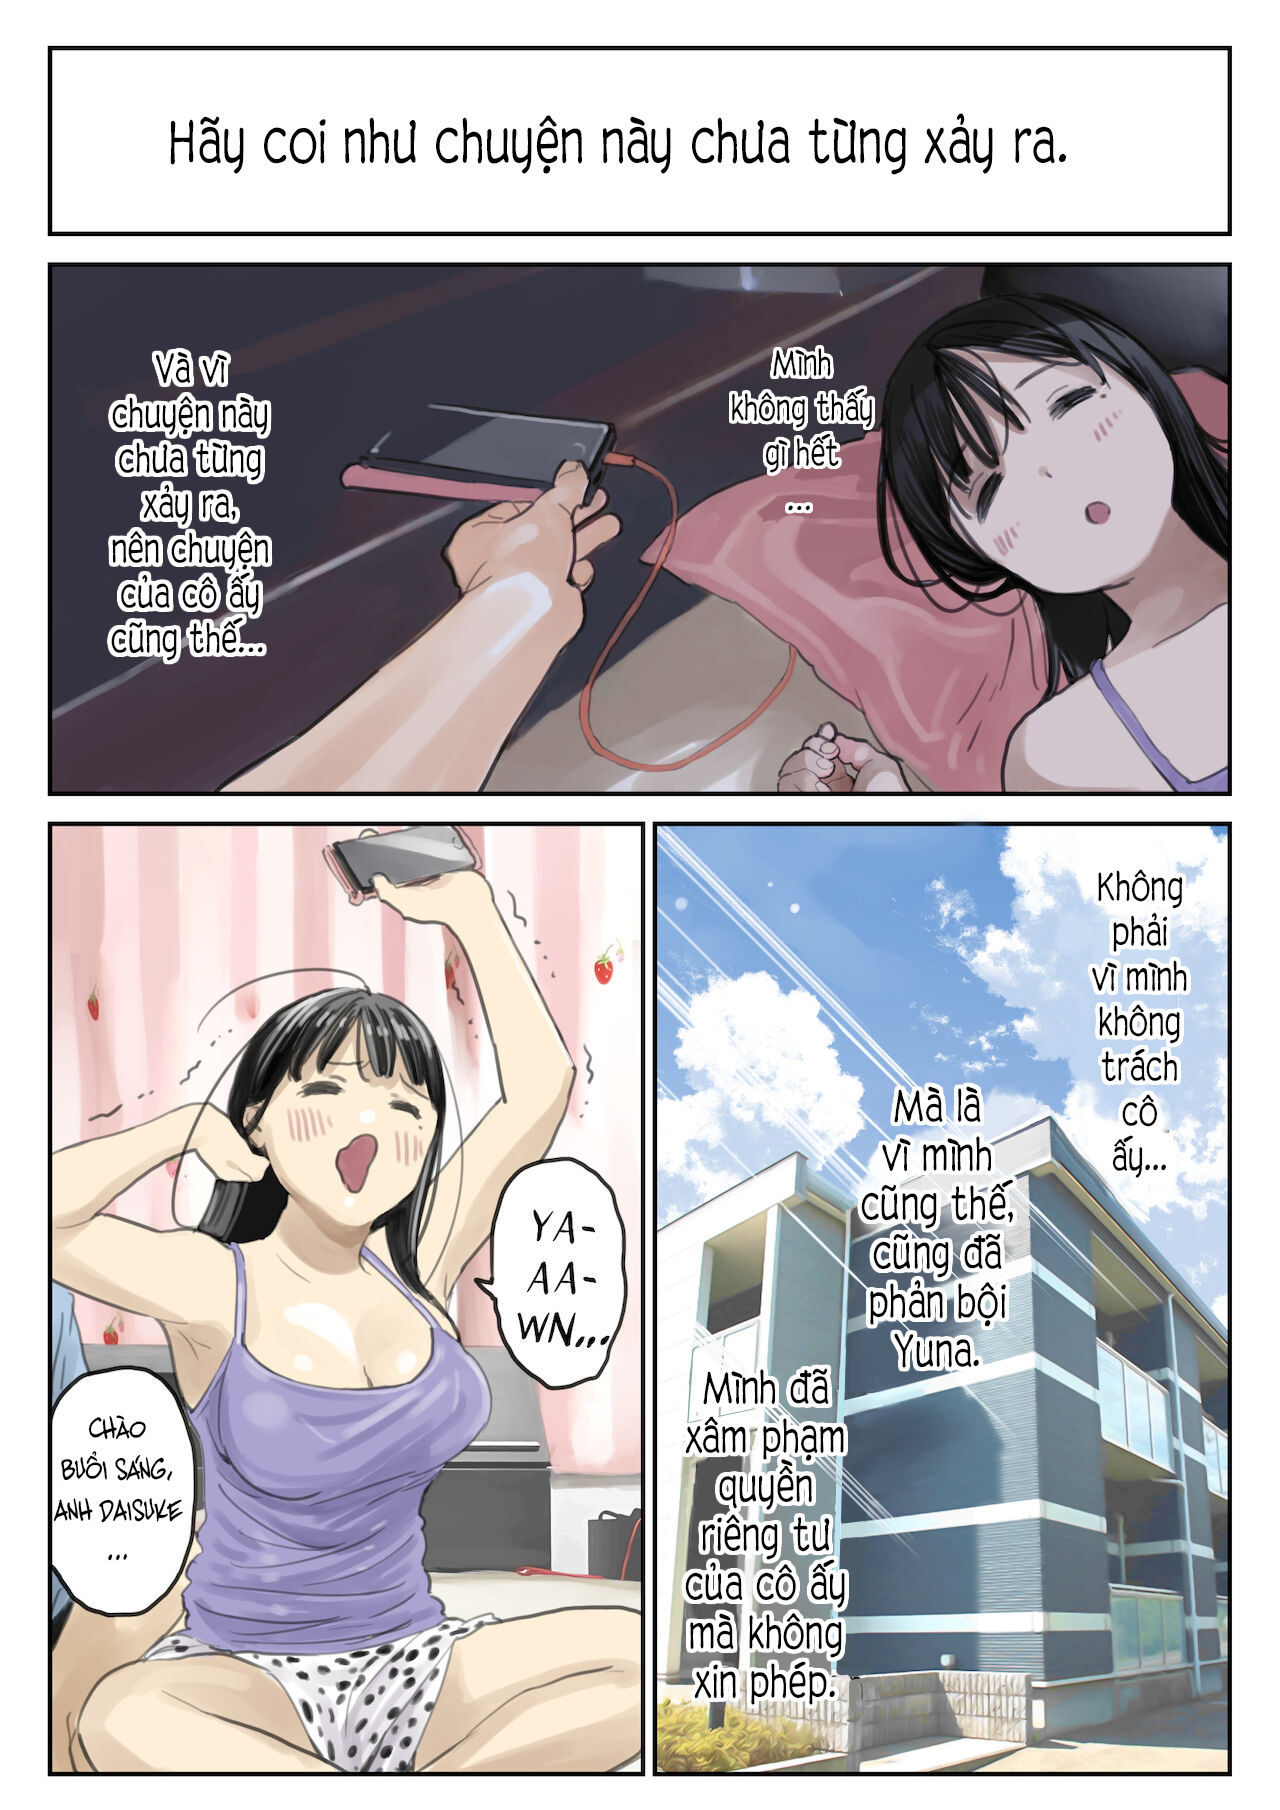 Hãy coi như chuyện này chưa từng xảy ra.
Mình
không thấy
gì hết
...
Và vì
chuyện này
chưa từng
xảy ra,
nên chuyện
của cô ấy
cũng thế...
Không
phải
vì mình
không
trách
cô
ấy...
Mà là
vì mình
cũng thế,
cũng đã
phản bội
Yuna.
Mình đã
xâm phạm
quyền
riêng tư
của cô ấy
mà không
xin phép.
YA-
AA-
WN...
CHÀO
BUỔI SÁNG,
ANH DAISUKE
...